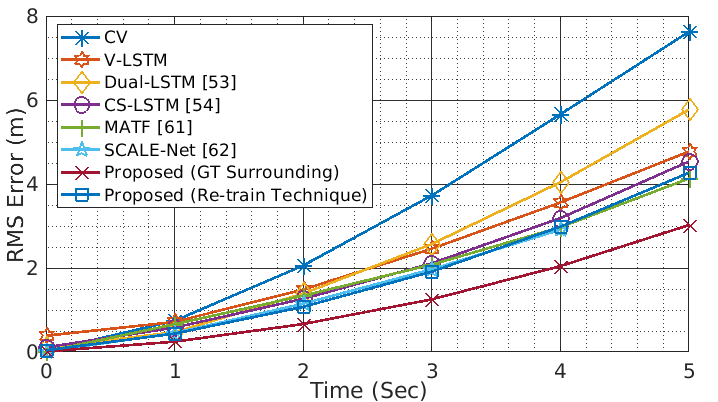 8
6
4
2
0
RMS Error (m)
CV
V-LSTM
Dual-LSTM [53]
CS-LSTM [54]
MATF [61]
SCALE-Net [62]
Proposed (GT Surrounding)
Proposed (Re-train Technique)
0 1 2 3 4 5
Time (Sec)